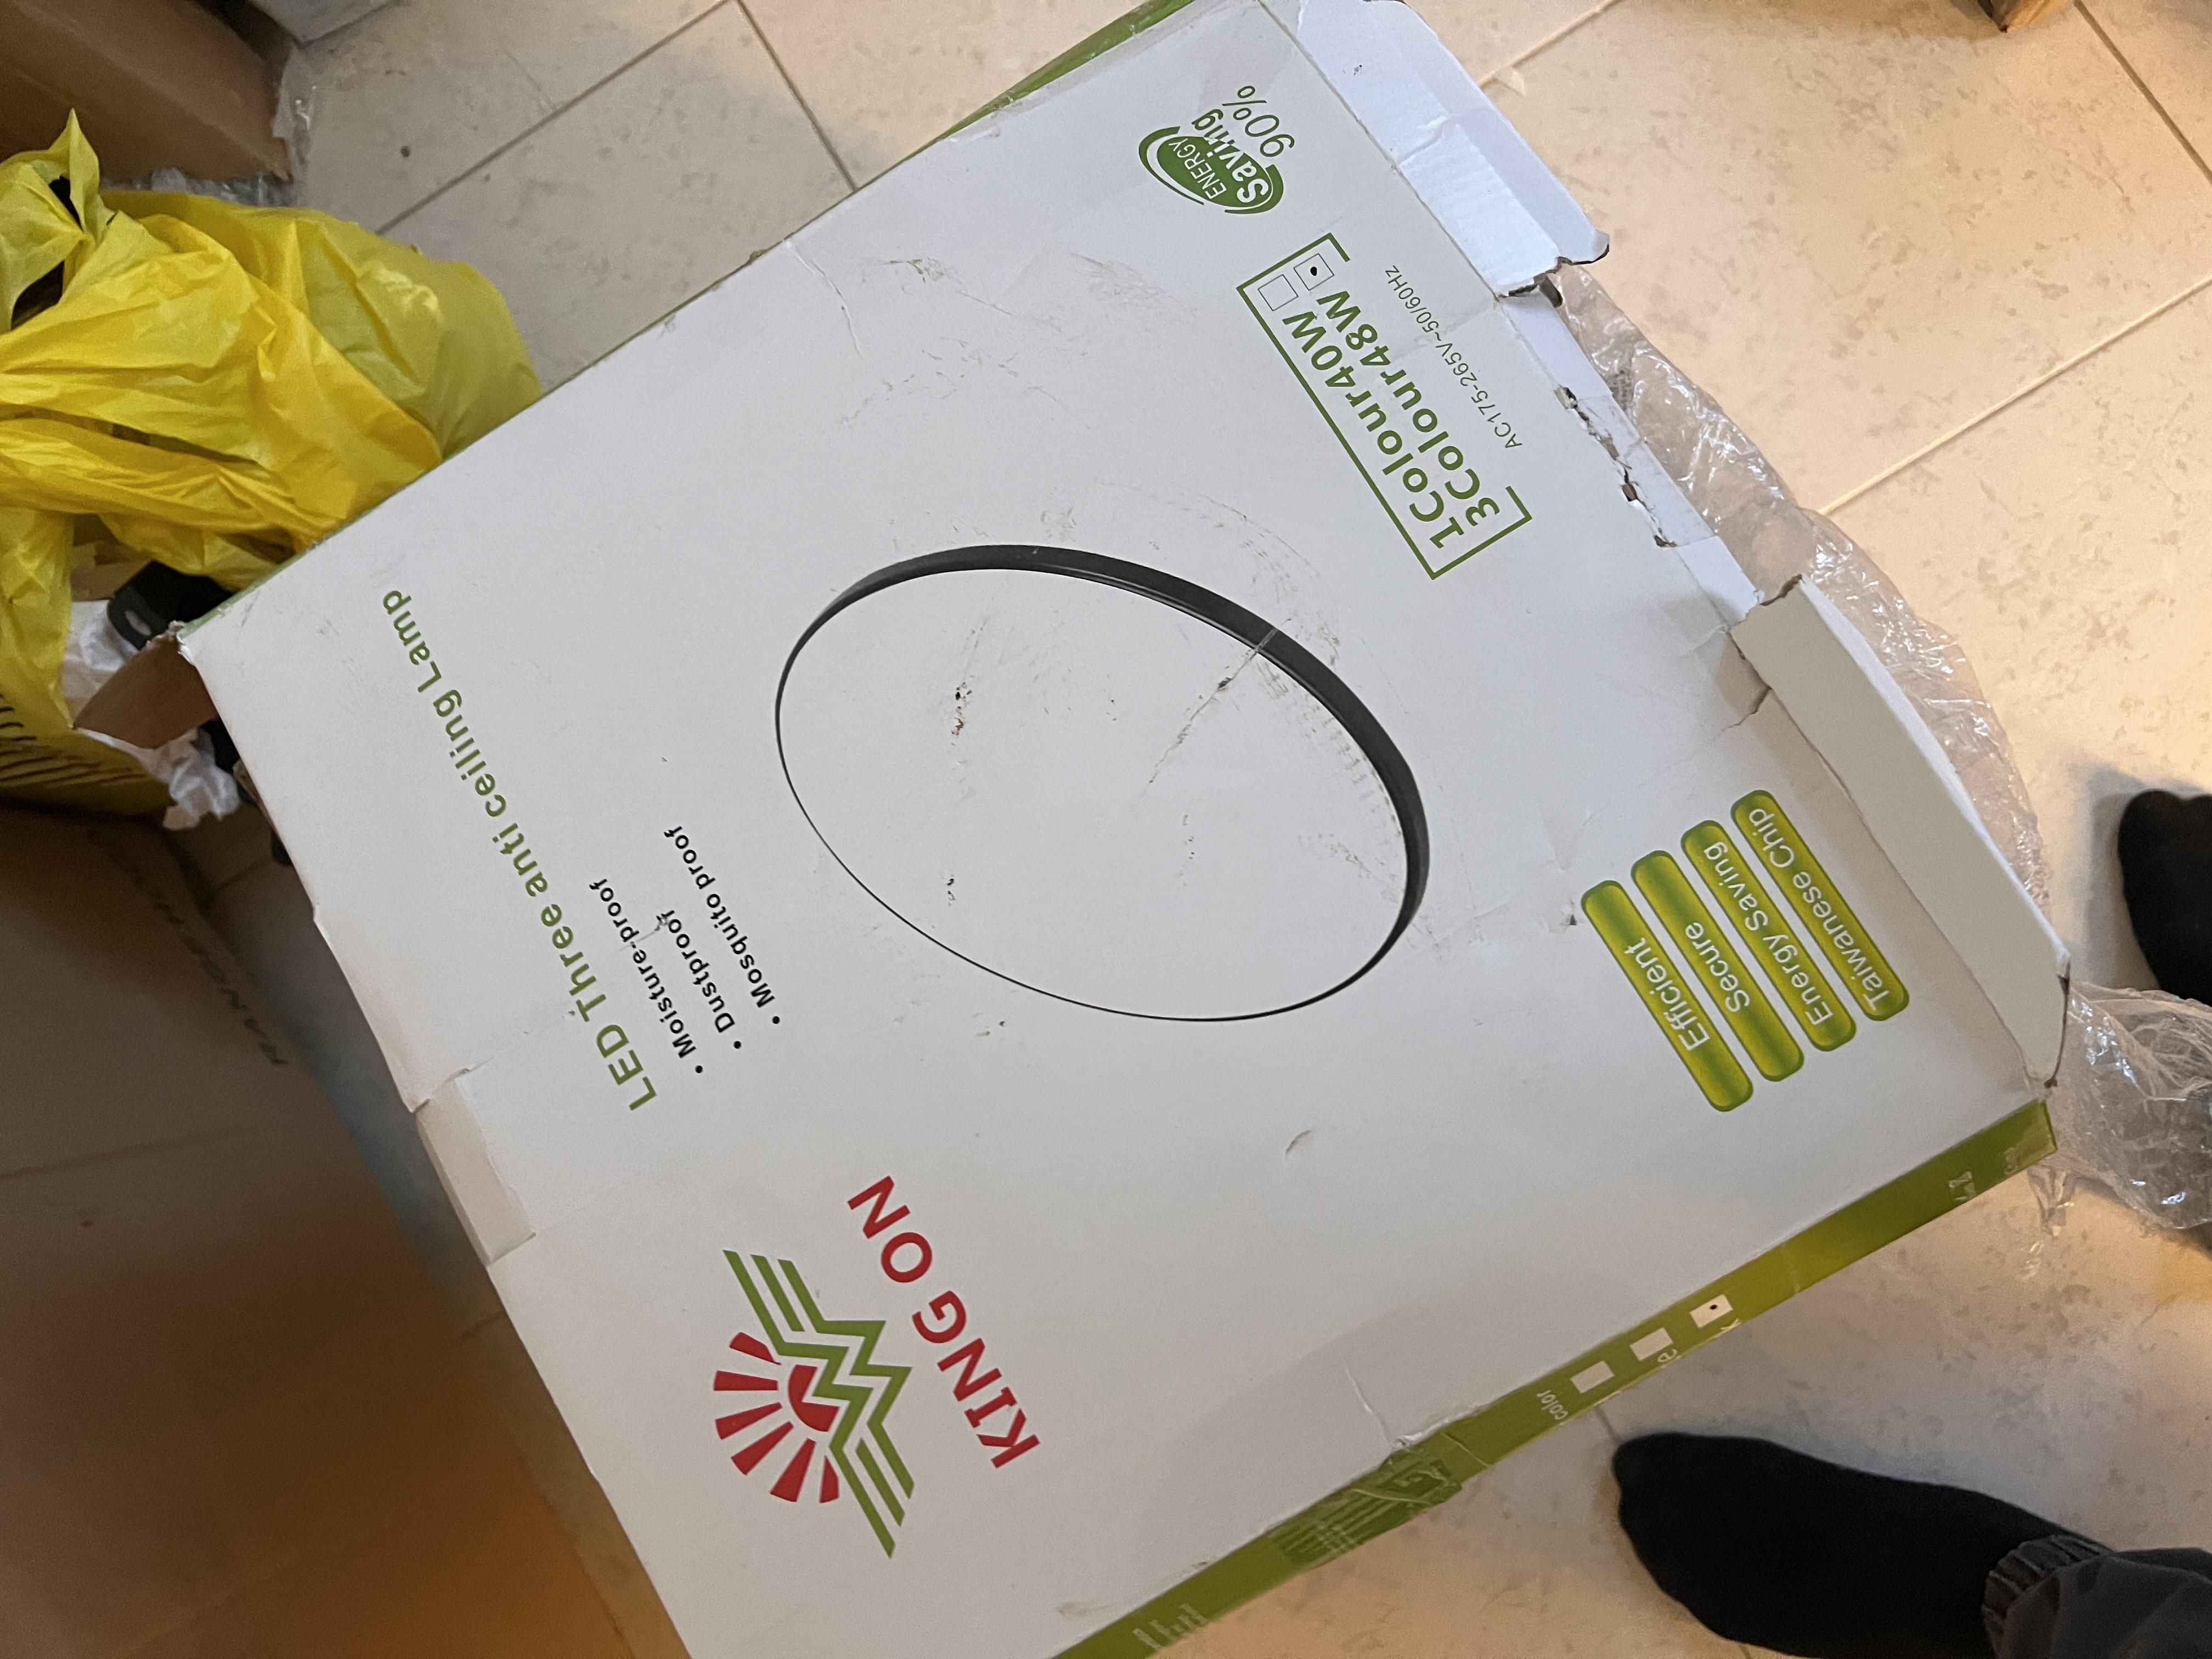 LED Three anti ceiling Lamp
• Moisture-proof
• Dustproof
• Mosquito proof
KING ON
ENERGY
Saving
90%
1Colour40W
3Colour48W
AC175-265V~50/60Hz
Efficient
Secure
Energy Saving
Taiwanese Chip
color
e
k